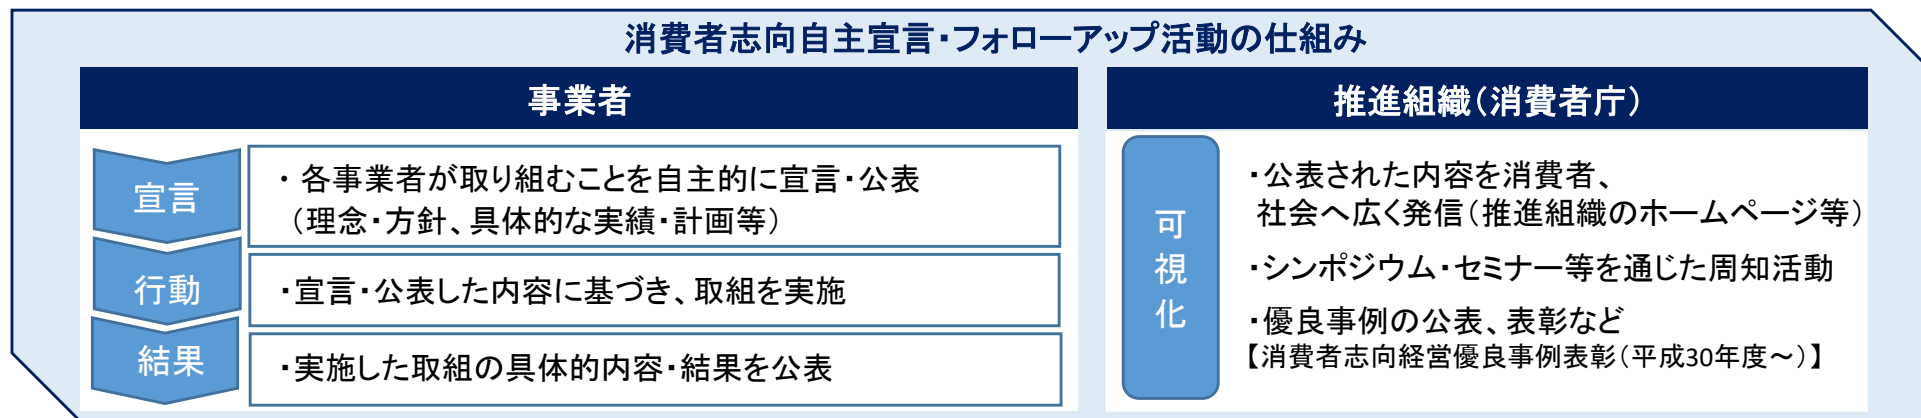 消費者志向自主宣言・フォローアップ活動の仕組み
事業者
宣言
・ 各事業者が取り組むことを自主的に宣言・公表
（理念・方針、具体的な実績・計画等）
行動
・宣言・公表した内容に基づき、取組を実施
結果
・実施した取組の具体的内容・結果を公表
推進組織（消費者庁）
可視化
・公表された内容を消費者、
社会へ広く発信（推進組織のホームページ等）
・シンポジウム・セミナー等を通じた周知活動
・優良事例の公表、表彰など
【消費者志向経営優良事例表彰（平成30年度～）】